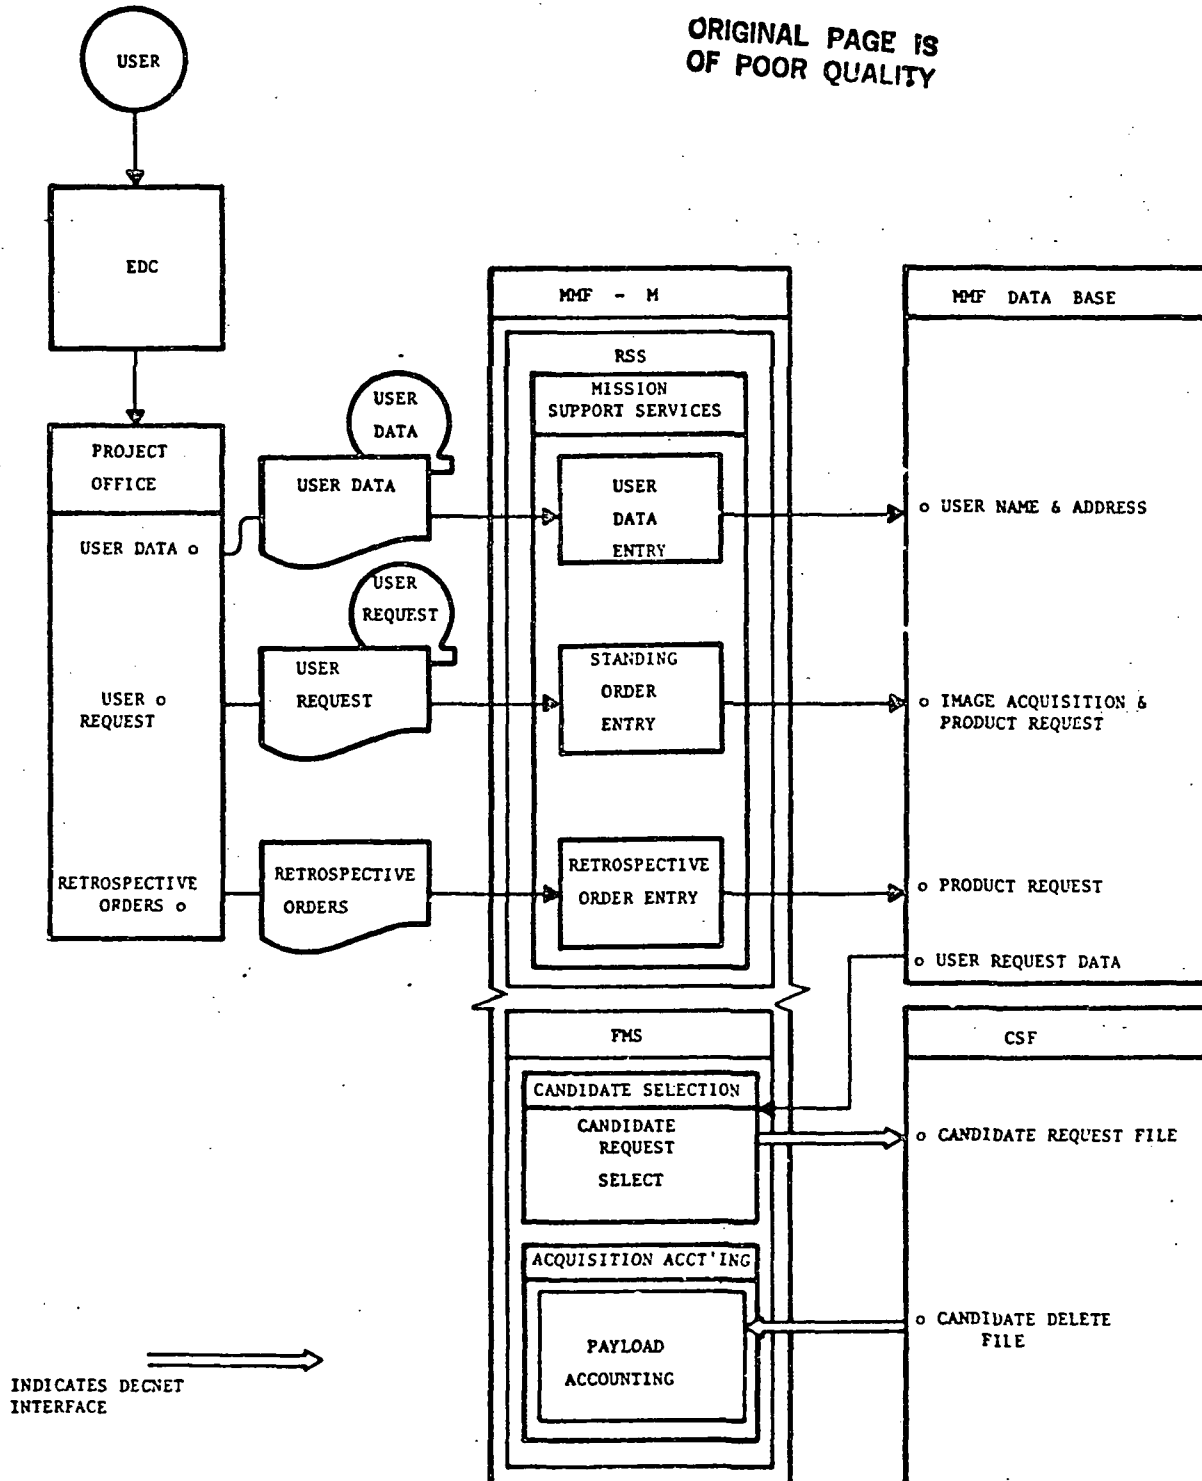 ORIGINAL PAGE IS
OF POOR QUALITY
USER
EDC
PROJECT
OFFICE
USER DATA o
USER o
REQUEST
RETROSPECTIVE
ORDERS o
USER
DATA
USER DATA
USER
REQUEST
USER
REQUEST
RETROSPECTIVE
ORDERS
MMF - M
RSS
MISSION
SUPPORT SERVICES
USER
DATA
ENTRY
STANDING
ORDER
ENTRY
RETROSPECTIVE
ORDER ENTRY
FMS
CANDIDATE SELECTION
CANDIDATE
REQUEST
SELECT
ACQUISITION ACCT'ING
PAYLOAD
ACCOUNTING
MMF DATA BASE
o USER NAME & ADDRESS
o IMAGE ACQUISITION &
PRODUCT REQUEST
o PRODUCT REQUEST
o USER REQUEST DATA
CSF
o CANDIDATE REQUEST FILE
o CANDIDATE DELETE
FILE
INDICATES DECNET
INTERFACE